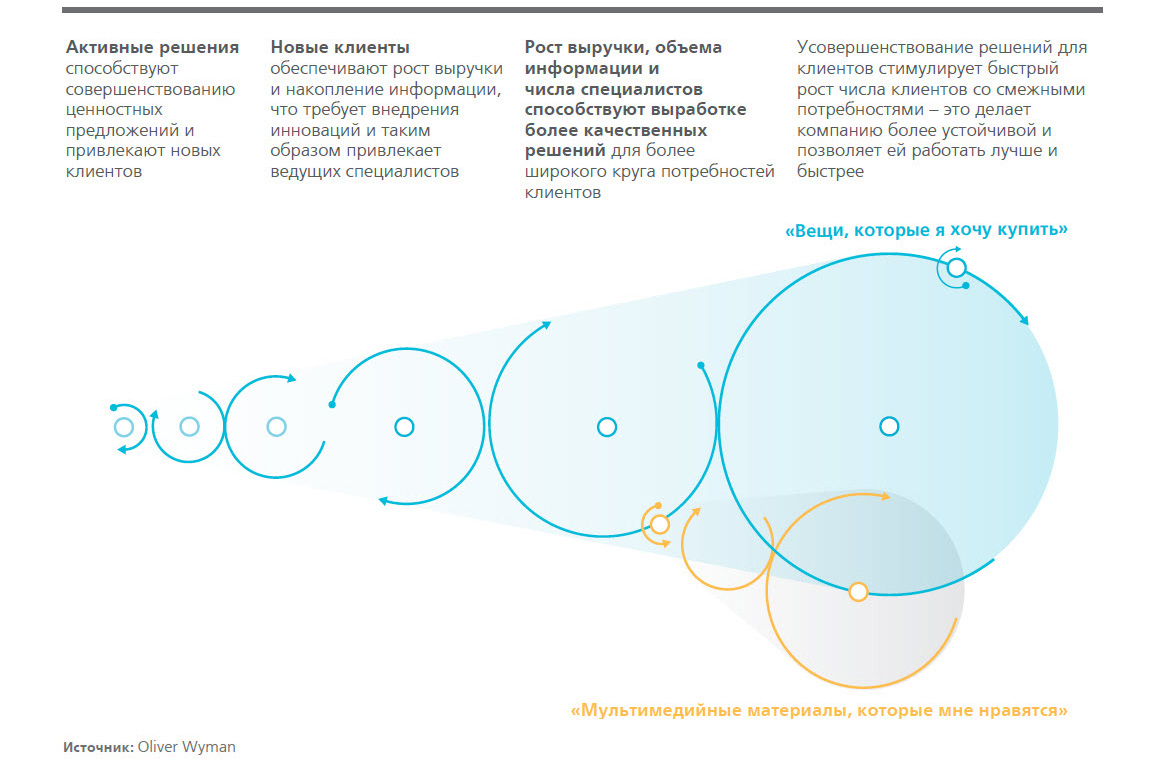 Активные решения
способствуют
совершенствованию
ценностных
предложений и
привлекают новых
клиентов
Новые клиенты
обеспечивают рост выручки
и накопление информации,
что требует внедрения
инноваций и таким
образом привлекает
ведущих специалистов
Рост выручки, объема
информации и
числа специалистов
способствуют выработке
более качественных
решений для более
широкого круга потребностей
клиентов
Усовершенствование решений для
клиентов стимулирует быстрый
рост числа клиентов со смежными
потребностями – это делает
компанию более устойчивой и
позволяет ей работать лучше и
быстрее
«Вещи, которые я хочу купить»
«Мультимедийные материалы, которые мне нравятся»
Источник: Oliver Wyman